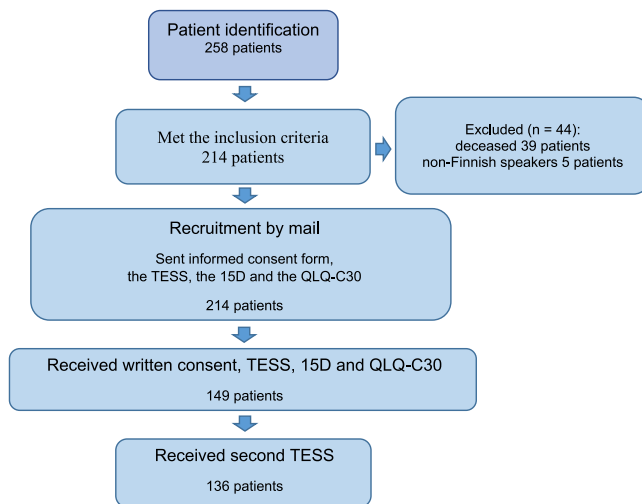 Patient identification
258 patients
Met the inclusion criteria
214 patients
Excluded (n = 44):
deceased 39 patients
non-Finnish speakers 5 patients
Recruitment by mail
Sent informed consent form,
the TESS, the 15D and the QLQ-C30
214 patients
Received written consent, TESS, 15D and QLQ-C30
149 patients
Received second TESS
136 patients